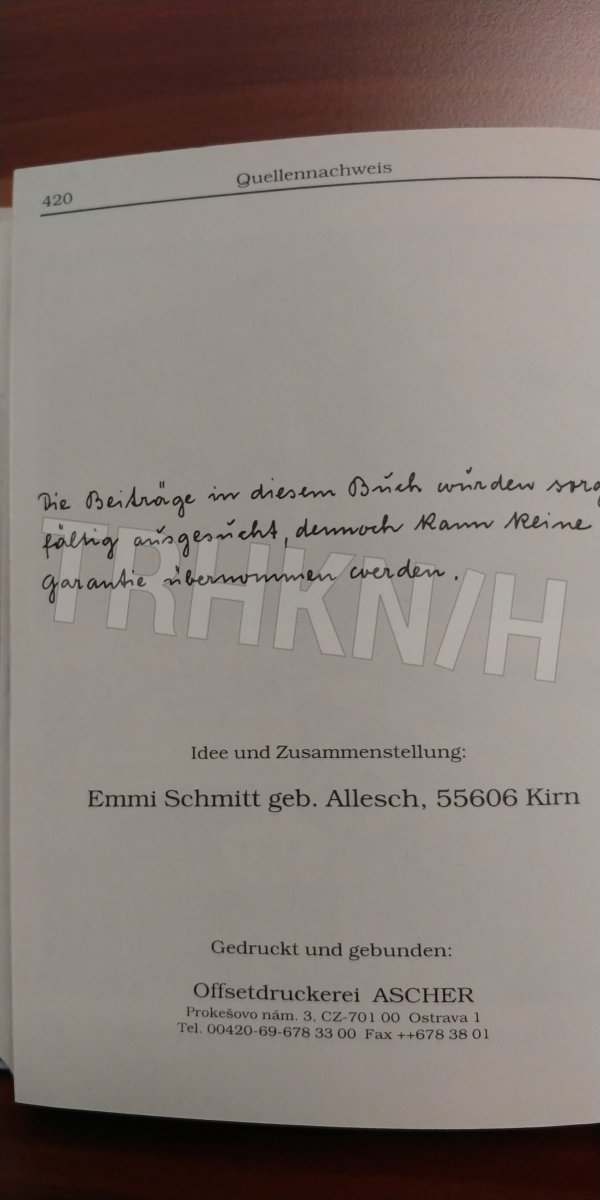 420
Quellennachweis
Die Beiträge in diesem Buch wurden sorg
fältig ausgesucht, dennoch kann keine
Garantie übernommen werden.
TRHKN/H
Idee und Zusammenstellung:
Emmi Schmitt geb. Allesch, 55606 Kirn
Gedruckt und gebunden:
Offsetdruckerei ASCHER
Prokešovo nám. 3, CZ-701 00 Ostrava 1
Tel. 00420-69-678 33 00 Fax ++678 38 01